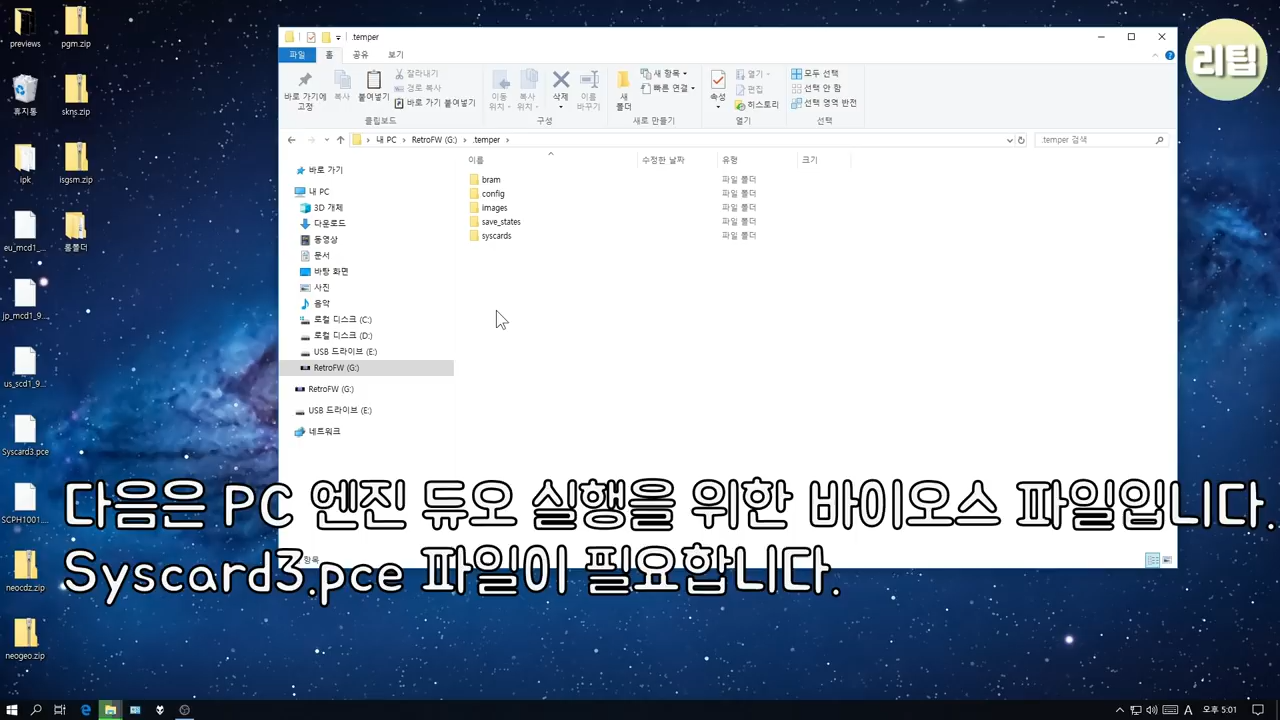 previews
pgm.zip
휴지통
skns.zip
ipk
isgsm.zip
eu_mcd1_...
롬폴더
jp_mcd1_9...
us_scd1_9...
Syscard3.pce
SCPH1001....
neocdz.zip
neogeo.zip
.temper
파일
홈
공유
보기
바로 가기에
고정
복사
붙여넣기
잘라내기
경로 복사
바로 가기 붙여넣기
클립보드
이동
위치
복사
위치
삭제
이름
바꾸기
구성
새
폴더
새 항목
빠른 연결
새로 만들기
속성
열기
편집
히스토리
열기
모두 선택
선택 안 함
선택 영역 반전
선택
내 PC > RetroFW (G:) > .temper >
.temper 검색
이름 수정한 날짜 유형 크기
bram 파일 폴더
config 파일 폴더
images 파일 폴더
save_states 파일 폴더
syscards 파일 폴더
바로 가기
내 PC
3D 개체
다운로드
동영상
문서
바탕 화면
사진
음악
로컬 디스크 (C:)
로컬 디스크 (D:)
USB 드라이브 (E:)
RetroFW (G:)
RetroFW (G:)
USB 드라이브 (E:)
네트워크
항목
리팁
다음은 PC 엔진 듀오 실행을 위한 바이오스 파일입니다.
Syscard3.pce 파일이 필요합니다.
A 오후 5:01